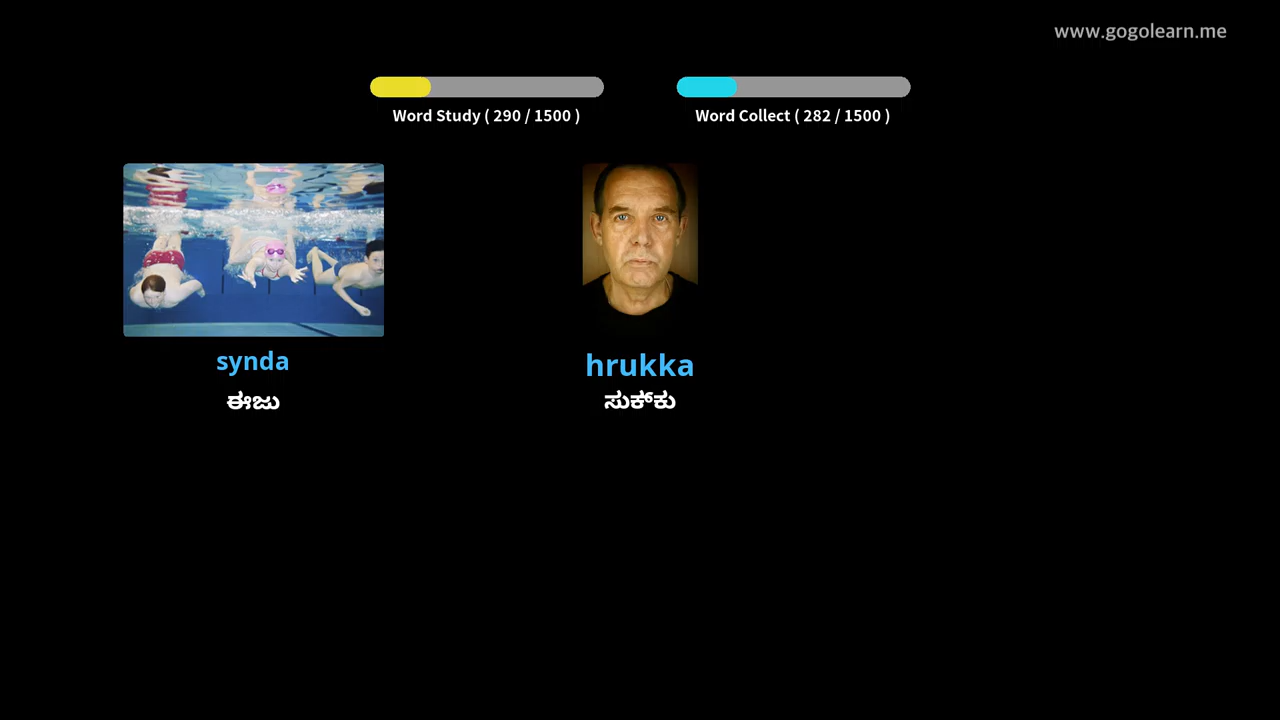 www.gogolearn.me
Word Study ( 290 / 1500 )
Word Collect ( 282 / 1500 )
synda
ಈಜು
hrukka
ಸುಕ್ಕು